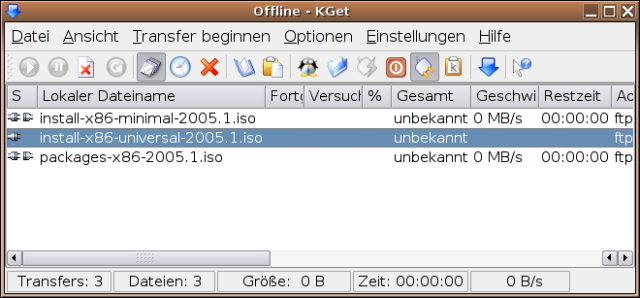 Offline - KGet
Datei Ansicht Transfer beginnen Optionen Einstellungen Hilfe
S Lokaler Dateiname Fortg Versuch % Gesamt Geschwi Restzeit Ad
install-x86-minimal-2005.1.iso unbekannt 0 MB/s 00:00:00 ftp
install-x86-universal-2005.1.iso unbekannt ftp
packages-x86-2005.1.iso unbekannt 0 MB/s 00:00:00 ftp
Transfers: 3 Dateien: 3 Größe: 0 B Zeit: 00:00:00 0 B/s